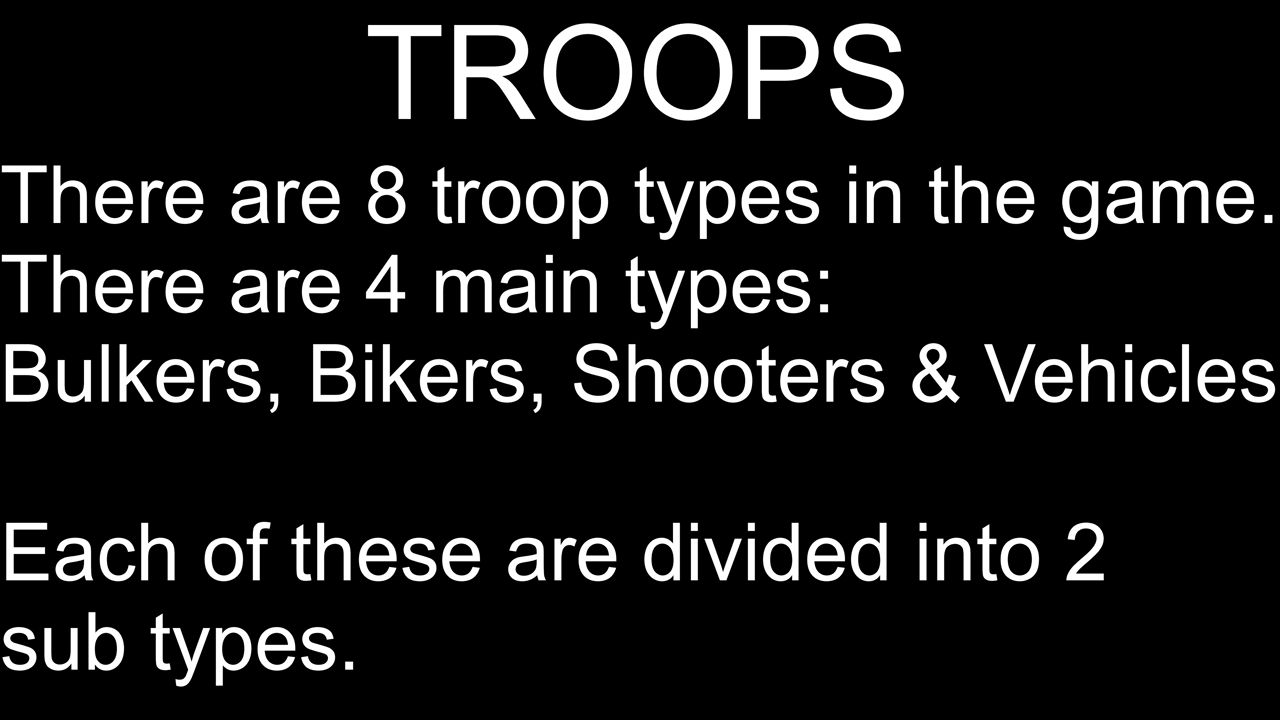 TROOPS
There are 8 troop types in the game.
There are 4 main types:
Bulkers, Bikers, Shooters & Vehicles
Each of these are divided into 2
sub types.